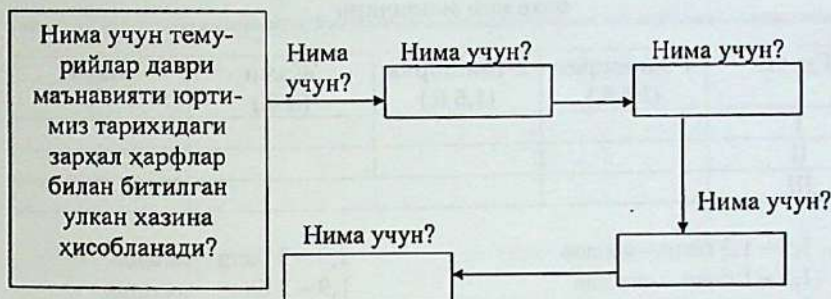 Нима учун тему-
рийлар даври
маънавияти юрти-
миз тарихидаги
зарҳал ҳарфлар
билан битилган
улкан хазина
ҳисобланади?
Нима
учун?
Нима учун?
Нима учун?
Нима учун?
Нима учун?